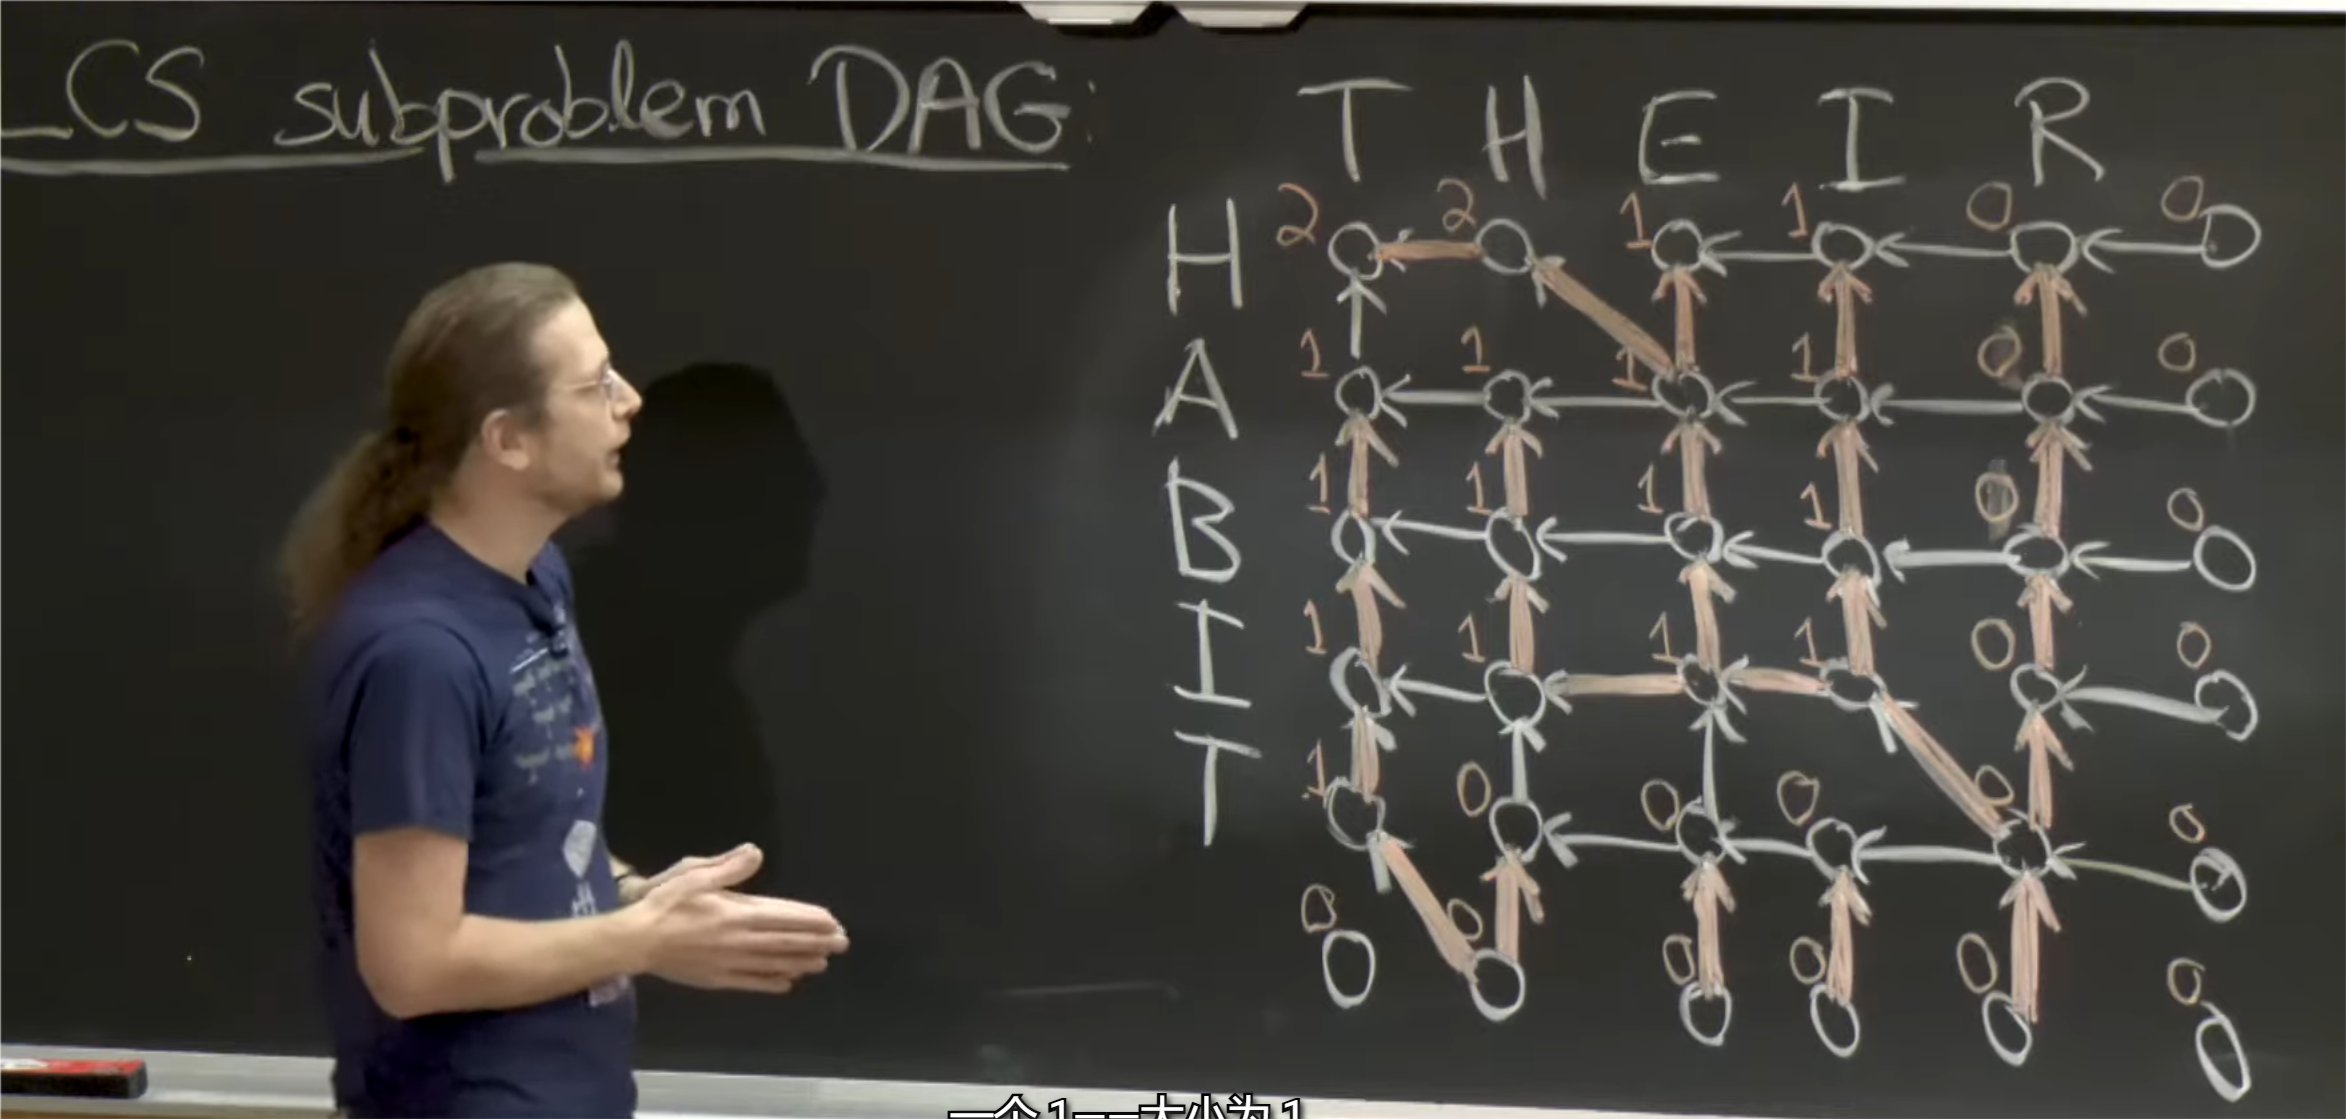 LCS subproblem DAG:
T H E I R
H 2 2 1 1 0 0
A 1 1 1 1 0 0
B 1 1 1 1 0 0
I 1 1 1 1 0 0
T 1 0 0 0 0 0
0 0 0 0 0 0
一个 1——大小为 1